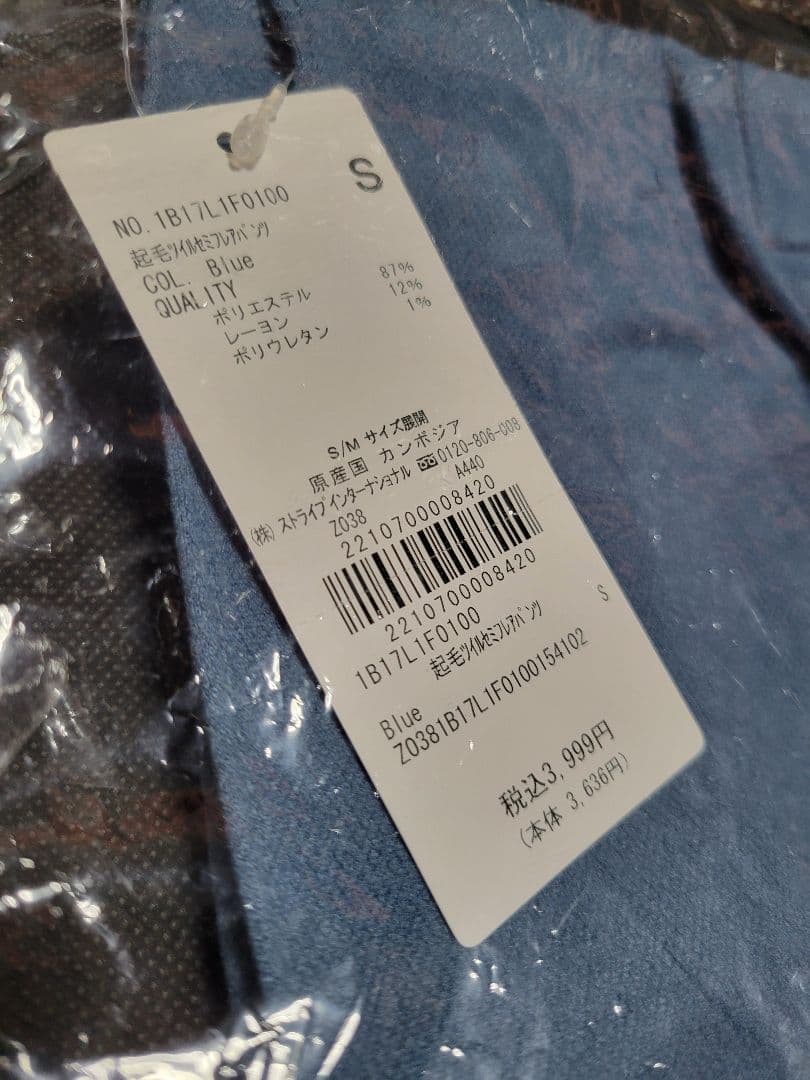 S
NO. 1B17L1F0100
起毛ﾂｲﾙｾﾐﾌﾚｱﾊﾟﾝﾂ
COL. Blue
QUALITY
ポリエステル 87%
レーヨン 12%
ポリウレタン 1%
S/M サイズ展開
原産国 カンボジア
(株) ストライプインターナショナル 0120-806-008
Z038 A440
2210700008420
2210700008420
1B17L1F0100
起毛ﾂｲﾙｾﾐﾌﾚｱﾊﾟﾝﾂ S
Blue
Z0381B17L1F0100154102
税込3,999円
(本体 3,636円)